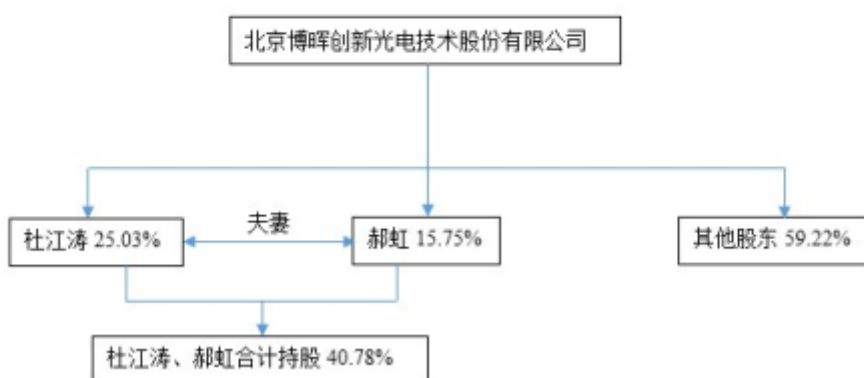 北京博晖创新光电技术股份有限公司
夫妻
杜江涛 25.03%
郝虹 15.75%
其他股东 59.22%
杜江涛、郝虹合计持股 40.78%